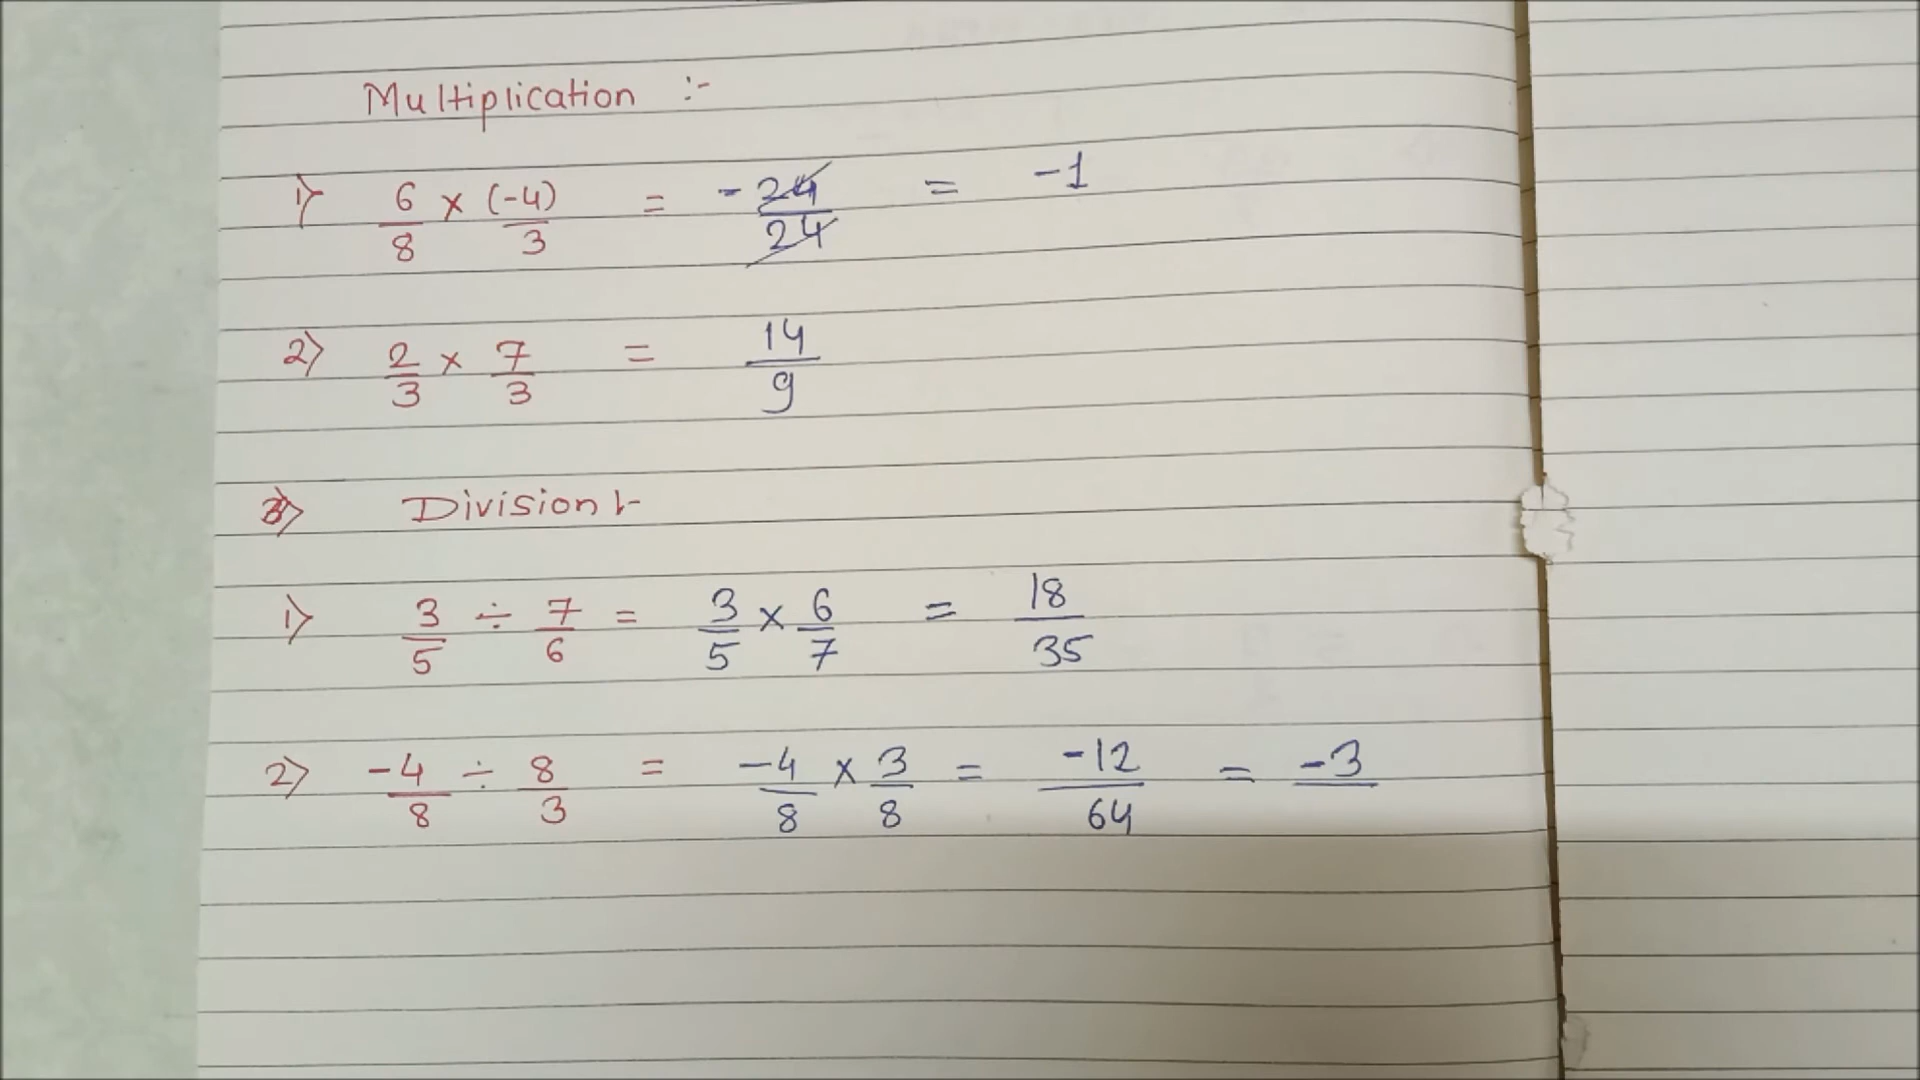 Multiplication :-
1) 6/8 × (-4)/3 = -24/24 = -1
2) 2/3 × 7/3 = 14/9
3) Division :-
1) 3/5 ÷ 7/6 = 3/5 × 6/7 = 18/35
2) -4/8 ÷ 8/3 = -4/8 × 3/8 = -12/64 = -3/